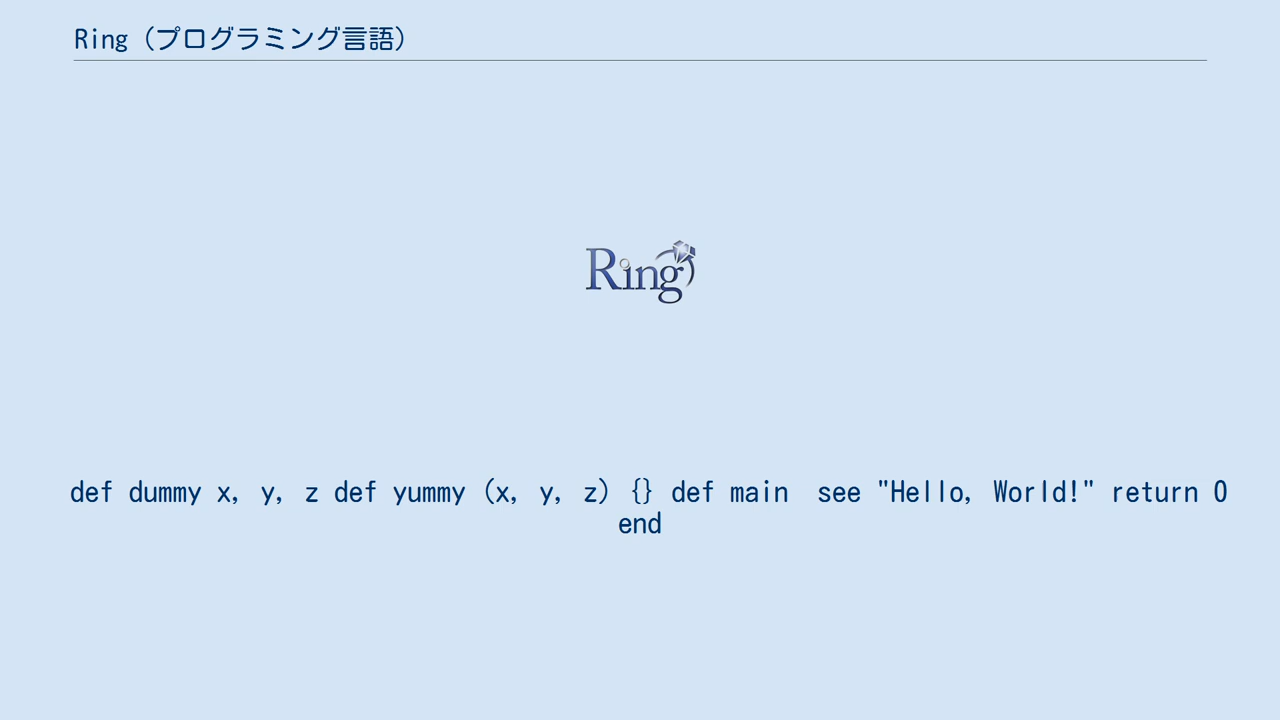 Ring（プログラミング言語）
Ring
def dummy x, y, z def yummy (x, y, z) {} def main  see "Hello, World!" return 0
end